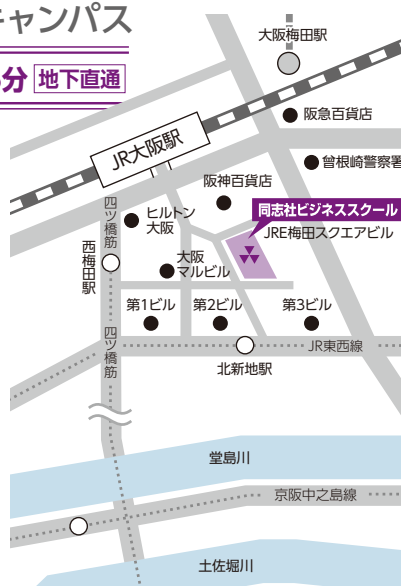 キャンパス
分 地下直通
大阪梅田駅
阪急百貨店
JR大阪駅
曾根崎警察署
阪神百貨店
四ツ橋筋
ヒルトン
大阪
同志社ビジネススクール
JRE梅田スクエアビル
西梅田駅
大阪
マルビル
第1ビル
第2ビル
第3ビル
四ツ橋筋
JR東西線
北新地駅
堂島川
京阪中之島線
土佐堀川